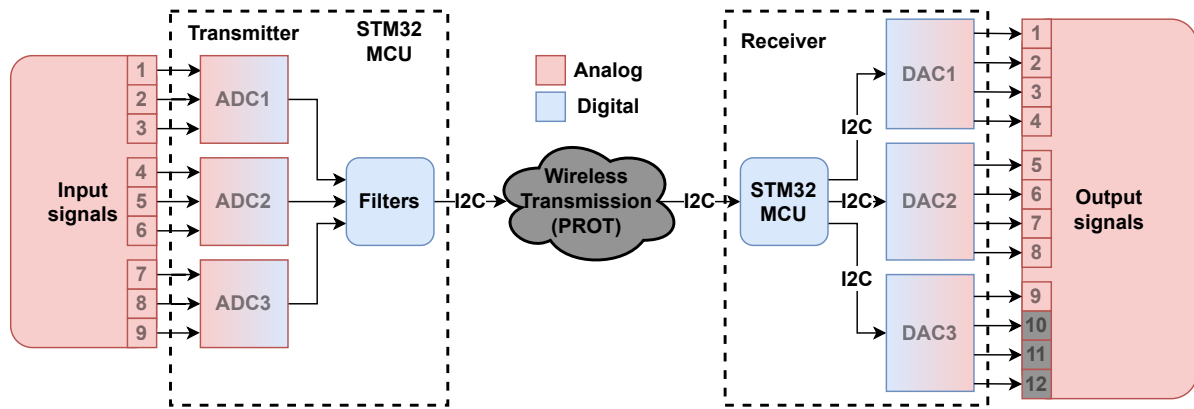 Transmitter
STM32
MCU
Input
signals
1
2
3
4
5
6
7
8
9
ADC1
ADC2
ADC3
Filters
I2C
Analog
Digital
Wireless
Transmission
(PROT)
I2C
Receiver
STM32
MCU
I2C
I2C
I2C
DAC1
DAC2
DAC3
1
2
3
4
5
6
7
8
9
10
11
12
Output
signals